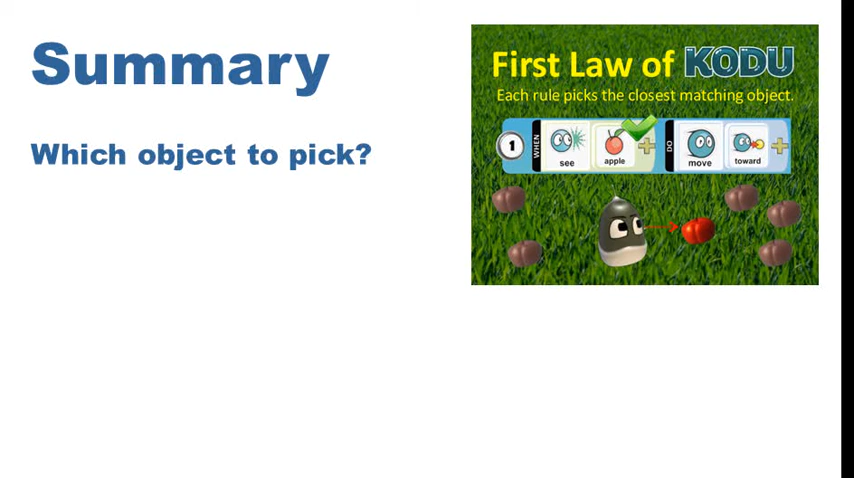 Summary
Which object to pick?
First Law of KODU
Each rule picks the closest matching object.
1 WHEN see apple + DO move toward +